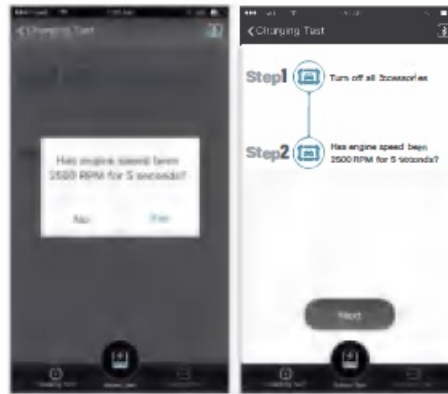 Charging Test
Has engine speed been
2500 RPM for 5 seconds?
No
Yes
Charging Test
Step1
Turn off all accessories
Step2
Has engine speed been
2500 RPM for 5 seconds?
Next